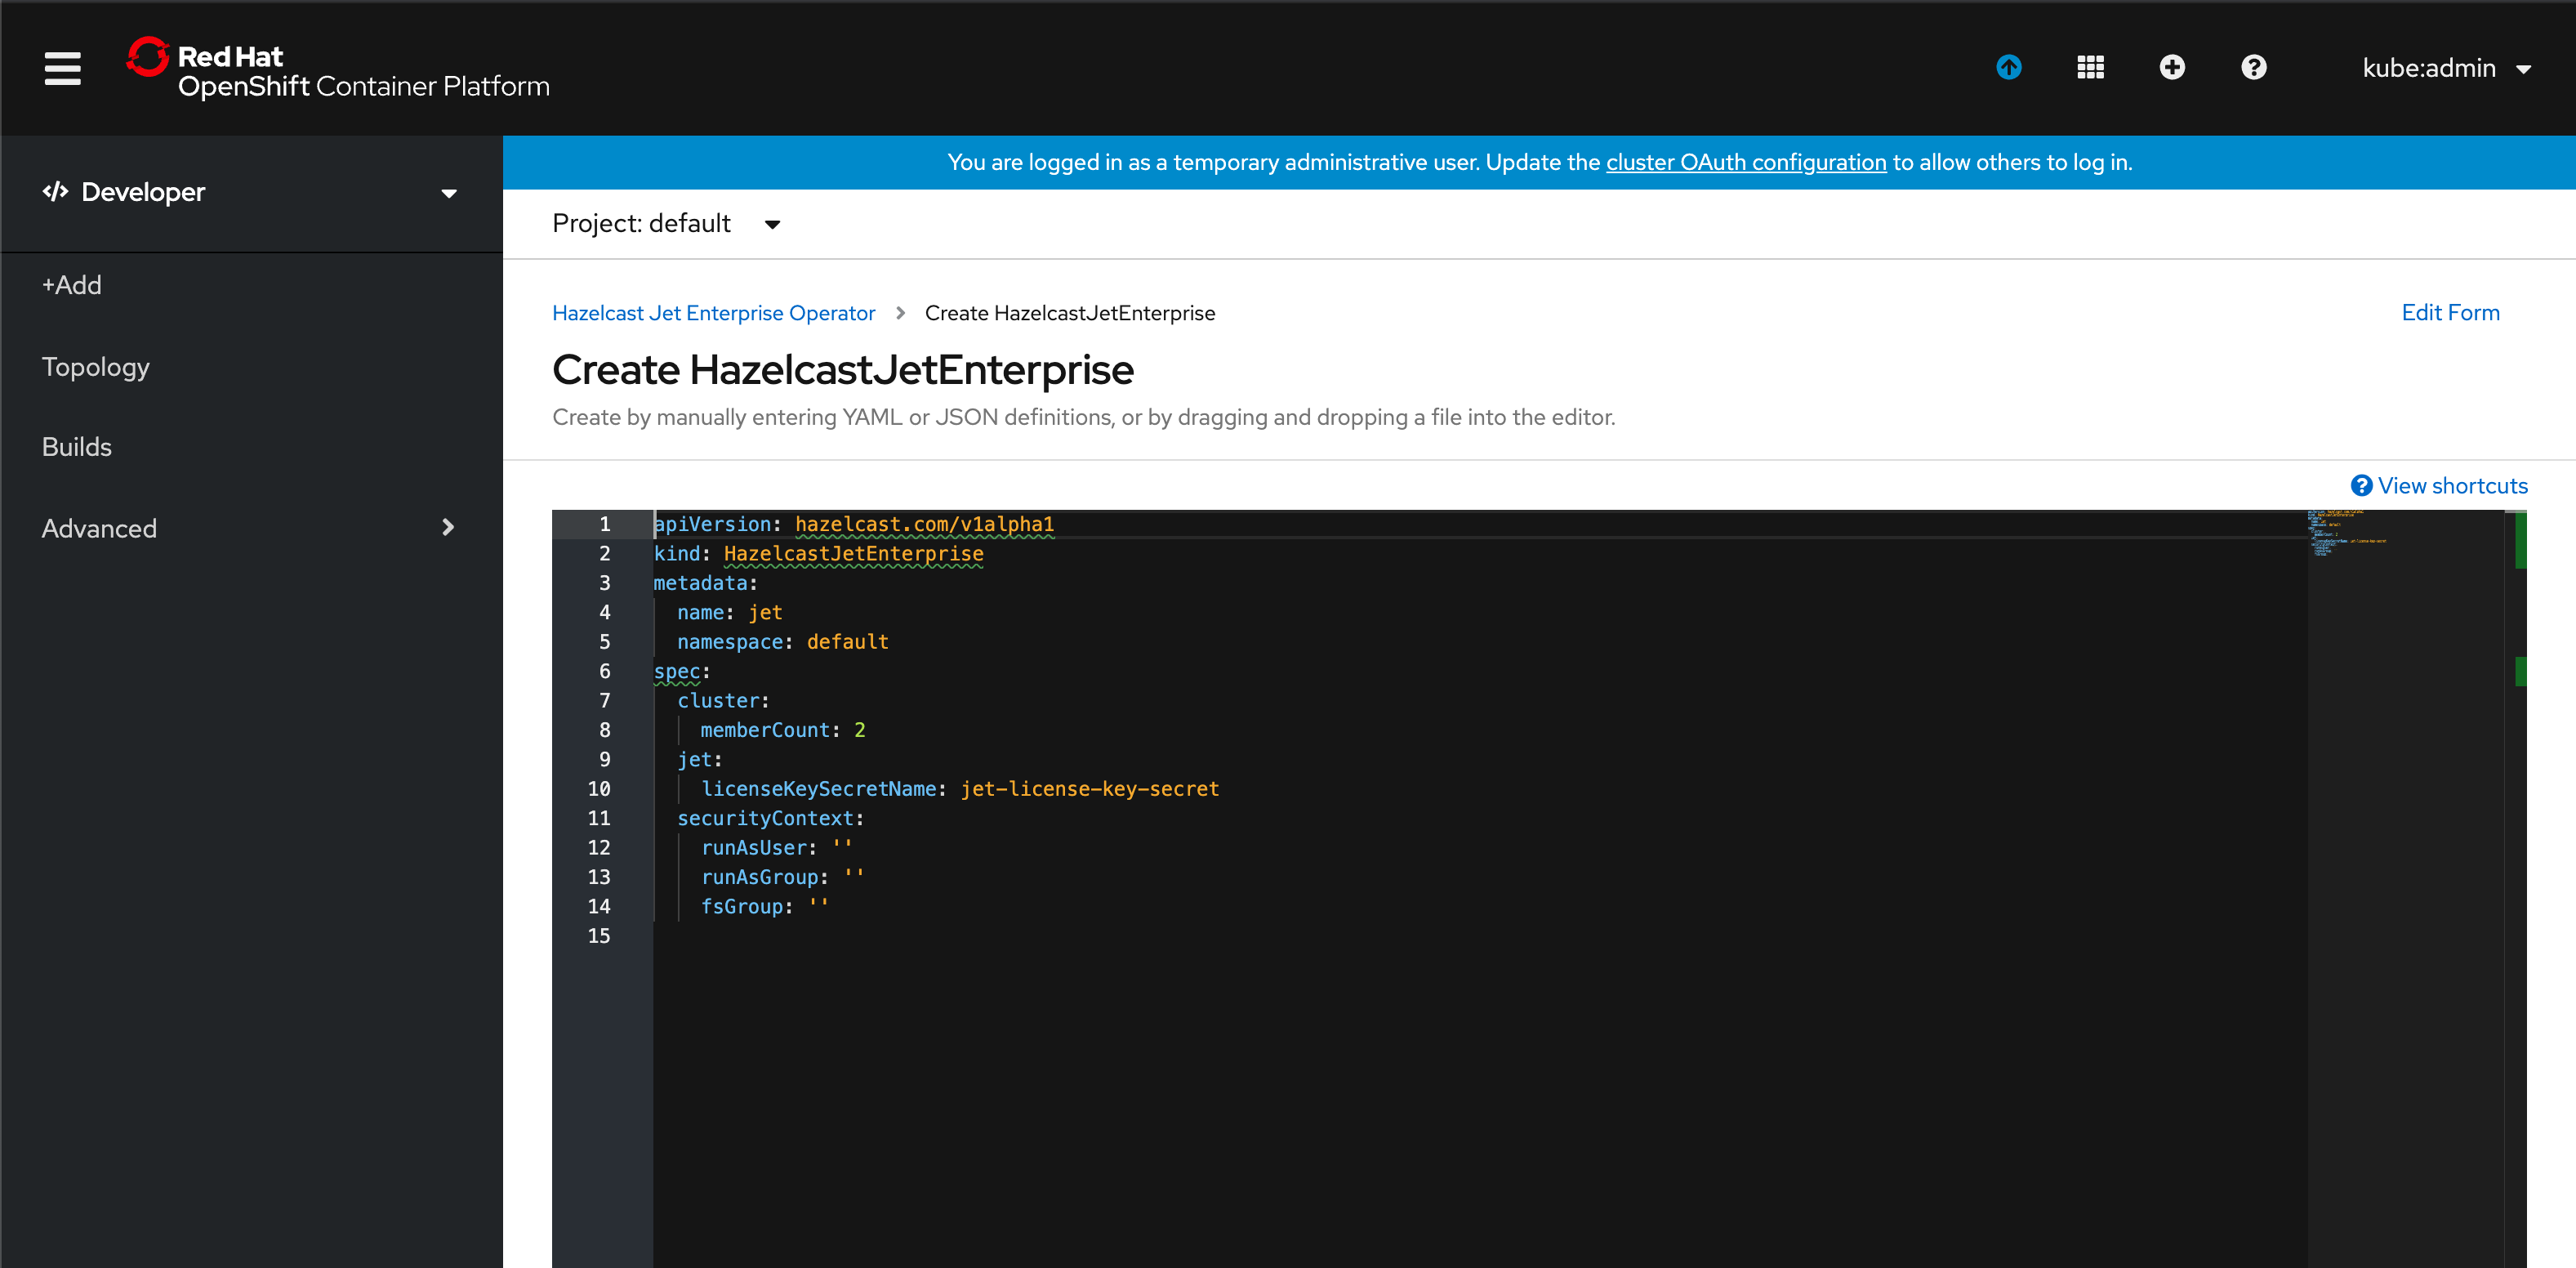 Red Hat
OpenShift Container Platform
kube:admin
Developer
You are logged in as a temporary administrative user. Update the cluster OAuth configuration to allow others to log in.
Project: default
+Add
Topology
Builds
Advanced
Hazelcast Jet Enterprise Operator > Create HazelcastJetEnterprise
Edit Form
Create HazelcastJetEnterprise
Create by manually entering YAML or JSON definitions, or by dragging and dropping a file into the editor.
View shortcuts
1 apiVersion: hazelcast.com/v1alpha1
2 kind: HazelcastJetEnterprise
3 metadata:
4   name: jet
5   namespace: default
6 spec:
7   cluster:
8     memberCount: 2
9   jet:
10     licenseKeySecretName: jet-license-key-secret
11   securityContext:
12     runAsUser: ''
13     runAsGroup: ''
14     fsGroup: ''
15